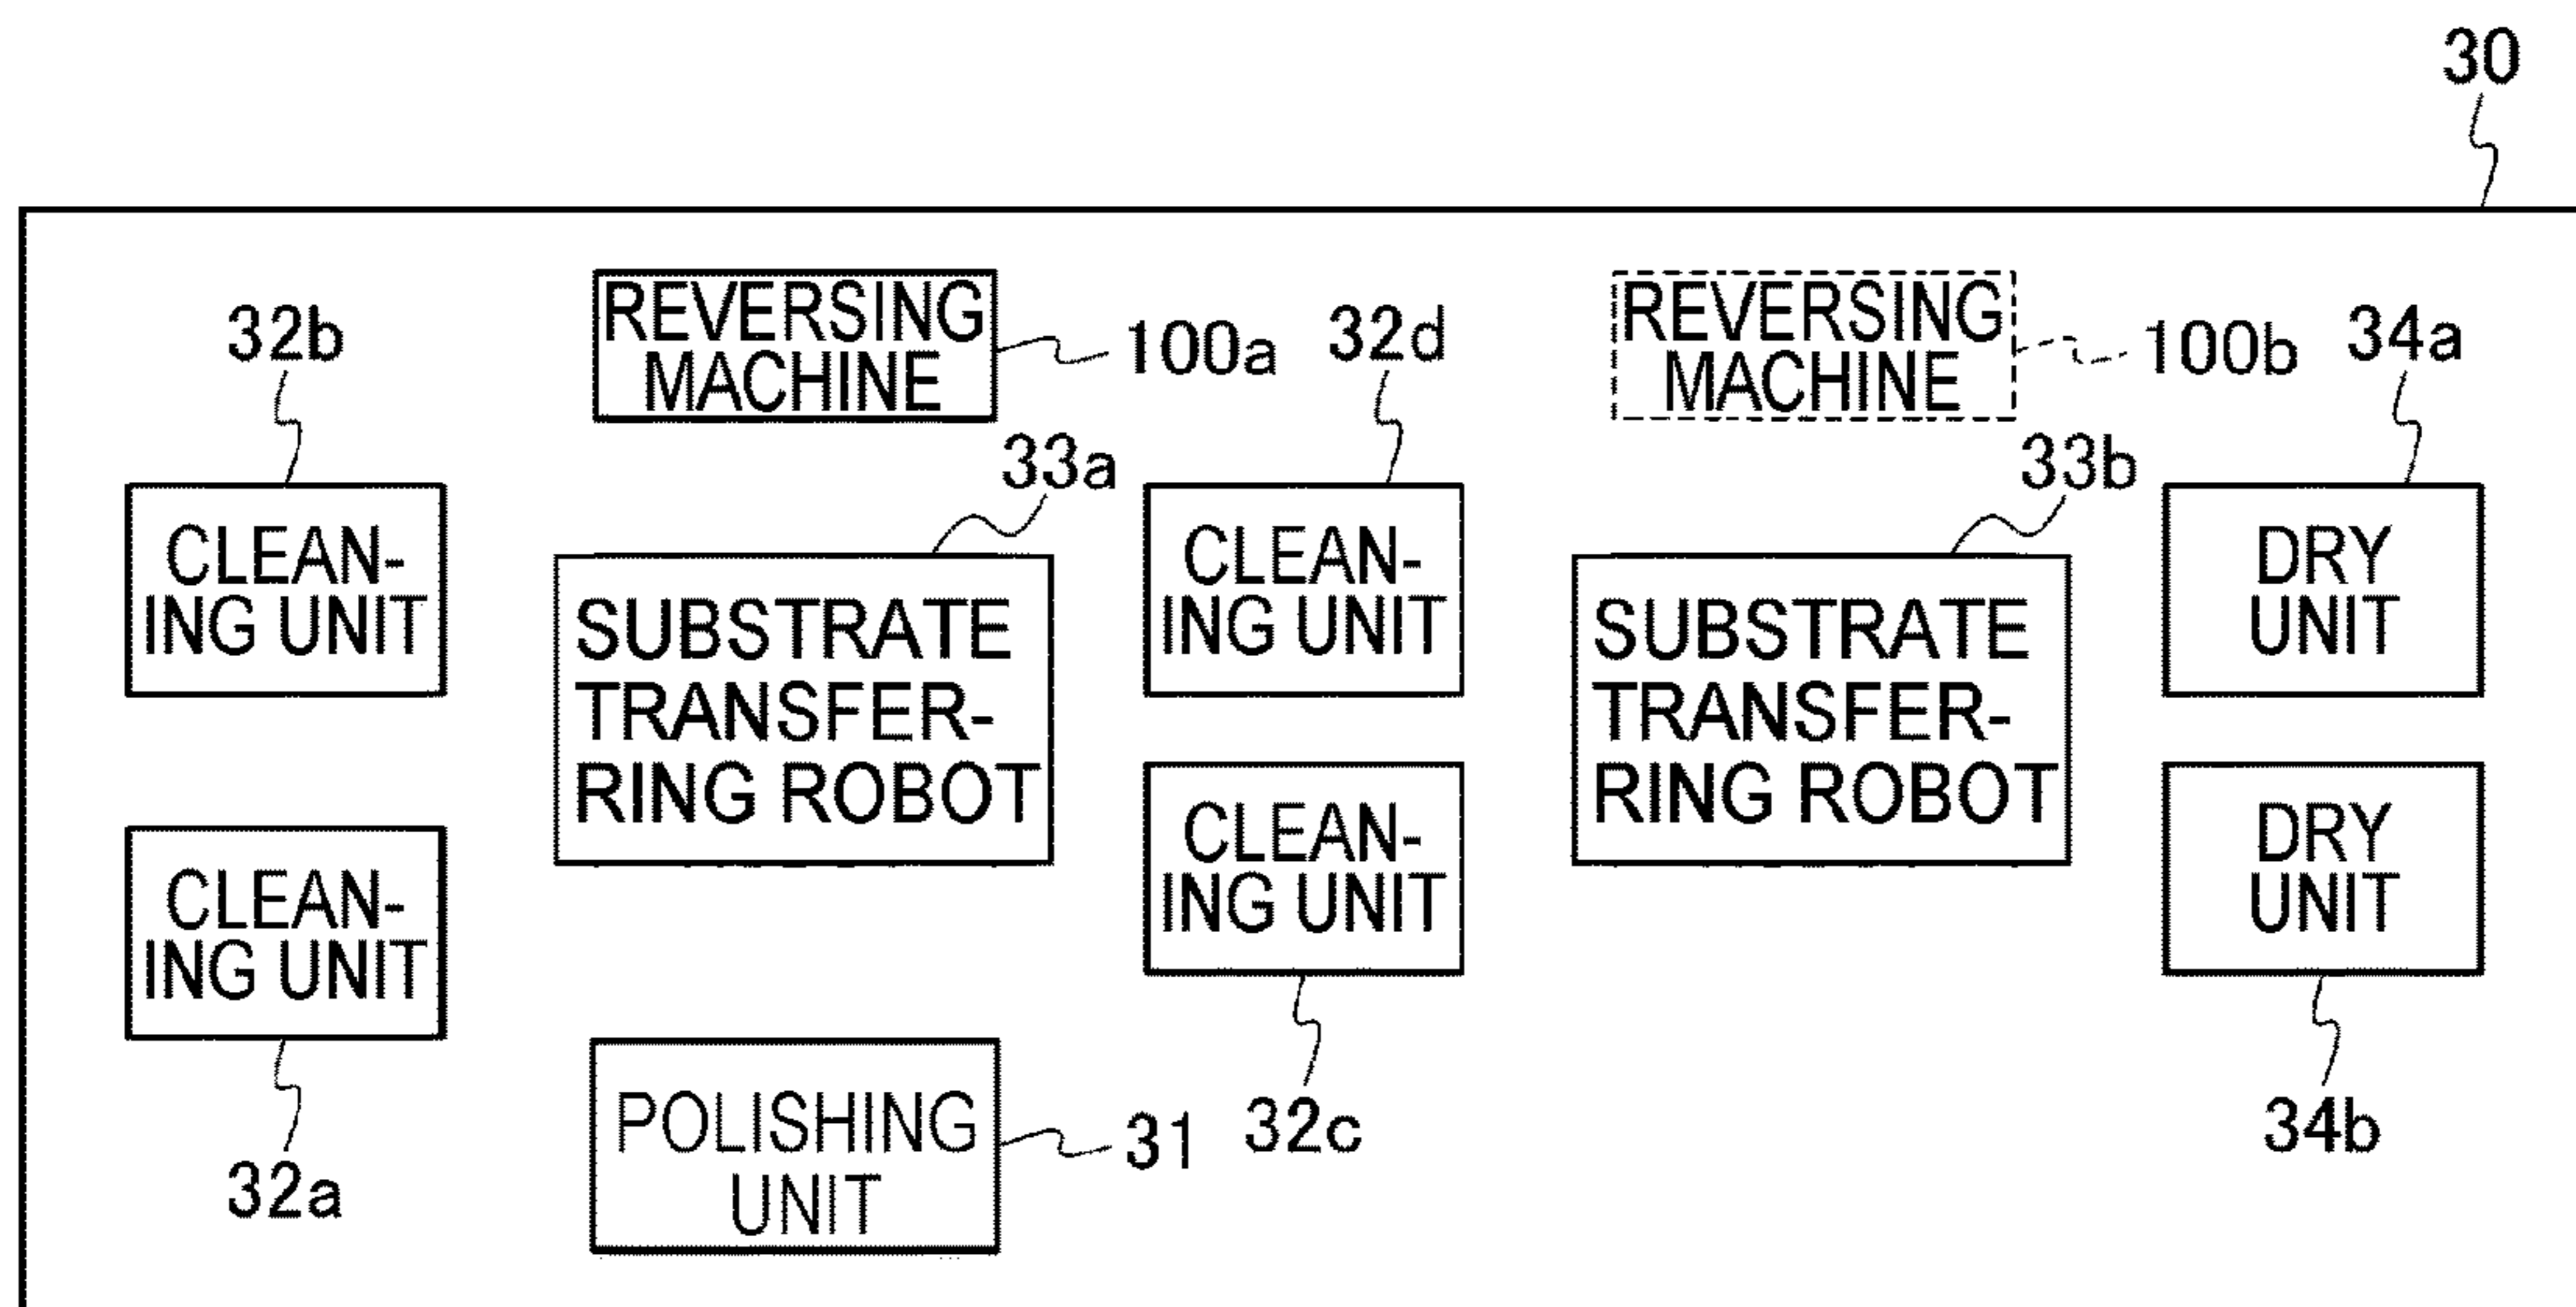 30
REVERSING
MACHINE
100a
32b
32d
REVERSING
MACHINE
100b
34a
33a
33b
CLEAN-
ING UNIT
SUBSTRATE
TRANSFER-
RING ROBOT
CLEAN-
ING UNIT
SUBSTRATE
TRANSFER-
RING ROBOT
DRY
UNIT
CLEAN-
ING UNIT
CLEAN-
ING UNIT
DRY
UNIT
32a
POLISHING
UNIT
31
32c
34b